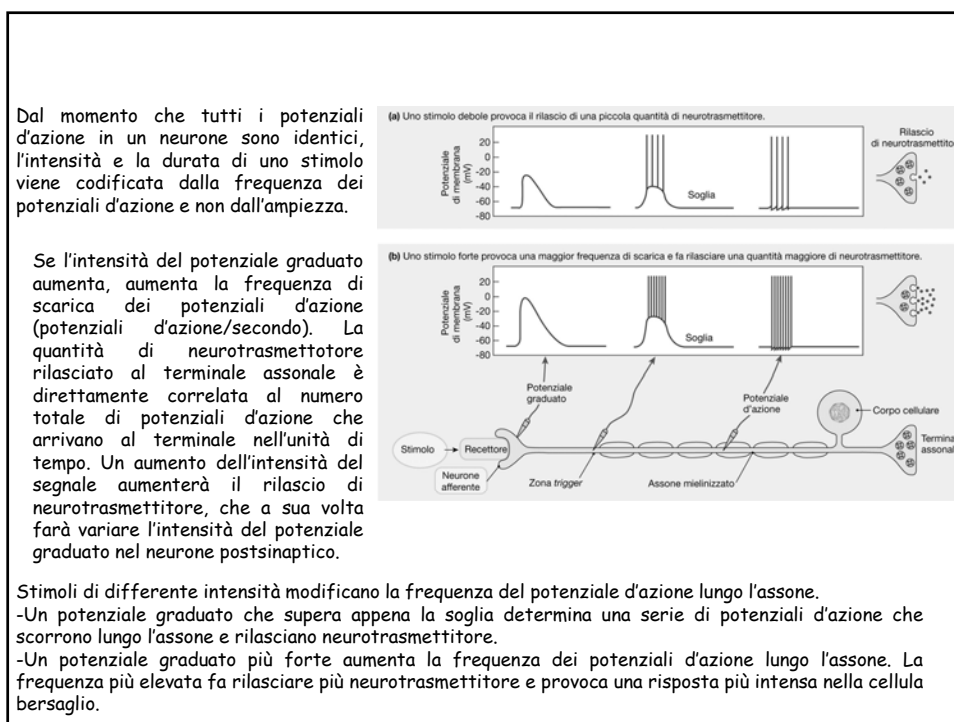 Dal momento che tutti i potenziali
d'azione in un neurone sono identici,
l'intensità e la durata di uno stimolo
viene codificata dalla frequenza dei
potenziali d'azione e non dall'ampiezza.
Se l'intensità del potenziale graduato
aumenta, aumenta la frequenza di
scarica dei potenziali d'azione
(potenziali d'azione/secondo). La
quantità di neurotrasmettotore
rilasciato al terminale assonale è
direttamente correlata al numero
totale di potenziali d'azione che
arrivano al terminale nell'unità di
tempo. Un aumento dell'intensità del
segnale aumenterà il rilascio di
neurotrasmettitore, che a sua volta
farà variare l'intensità del potenziale
graduato nel neurone postsinaptico.
(a) Uno stimolo debole provoca il rilascio di una piccola quantità di neurotrasmettitore.
Potenziale
di membrana
(mV)
20
0
-20
-40
-60
-80
Soglia
Rilascio
di neurotrasmettito
(b) Uno stimolo forte provoca una maggior frequenza di scarica e fa rilasciare una quantità maggiore di neurotrasmettitore.
Potenziale
di membrana
(mV)
20
0
-20
-40
-60
-80
Soglia
Potenziale
graduato
Potenziale
d'azione
Corpo cellulare
Stimolo
Recettore
Termina
assonal
Neurone
afferente
Zona trigger
Assone mielinizzato
Stimoli di differente intensità modificano la frequenza del potenziale d'azione lungo l'assone.
-Un potenziale graduato che supera appena la soglia determina una serie di potenziali d'azione che
scorrono lungo l'assone e rilasciano neurotrasmettitore.
-Un potenziale graduato più forte aumenta la frequenza dei potenziali d'azione lungo l'assone. La
frequenza più elevata fa rilasciare più neurotrasmettitore e provoca una risposta più intensa nella cellula
bersaglio.